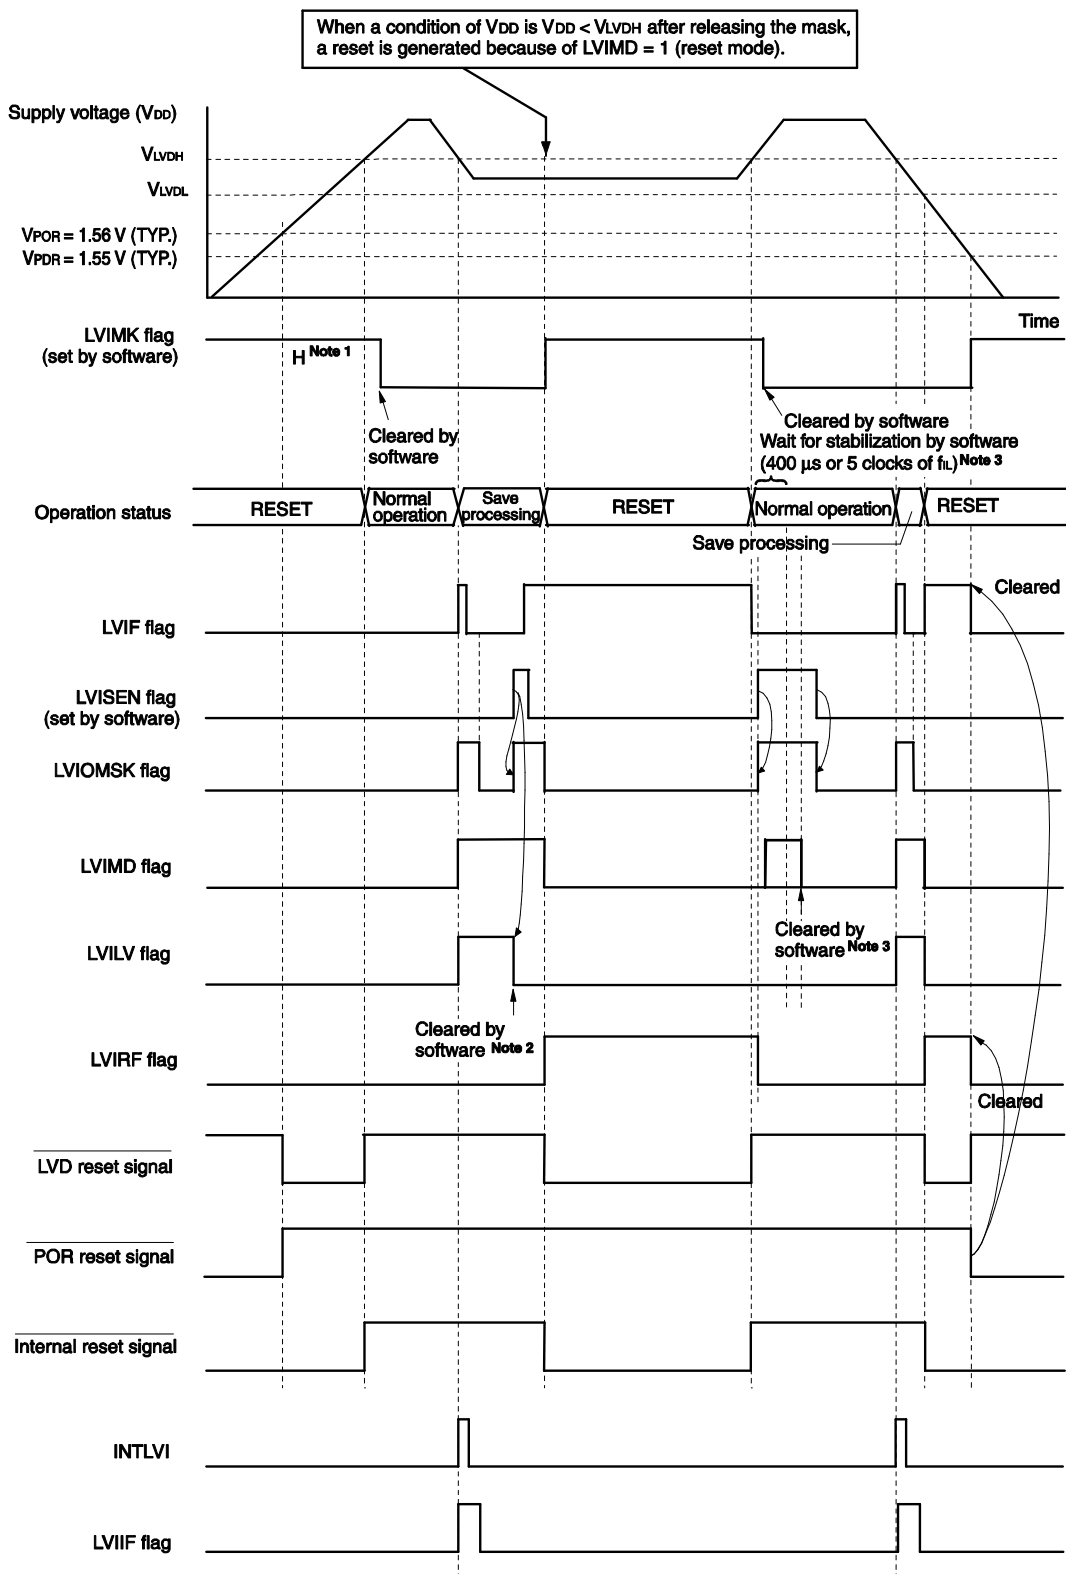 When a condition of VDD is VDD < VLVDH after releasing the mask,
a reset is generated because of LVIMD = 1 (reset mode).
Supply voltage (VDD)
VLVDH
VLVDL
VPOR = 1.56 V (TYP.)
VPDR = 1.55 V (TYP.)
Time
LVIMK flag
(set by software)
H Note 1
Cleared by
software
Cleared by software
Wait for stabilization by software
(400 μs or 5 clocks of fIL) Note 3
Operation status
RESET
Normal
operation
Save
processing
RESET
Normal operation
RESET
Save processing
LVIF flag
Cleared
LVISEN flag
(set by software)
LVIOMSK flag
LVIMD flag
Cleared by
software Note 3
LVILV flag
Cleared by
software Note 2
LVIRF flag
Cleared
LVD reset signal
POR reset signal
Internal reset signal
INTLVI
LVIIF flag